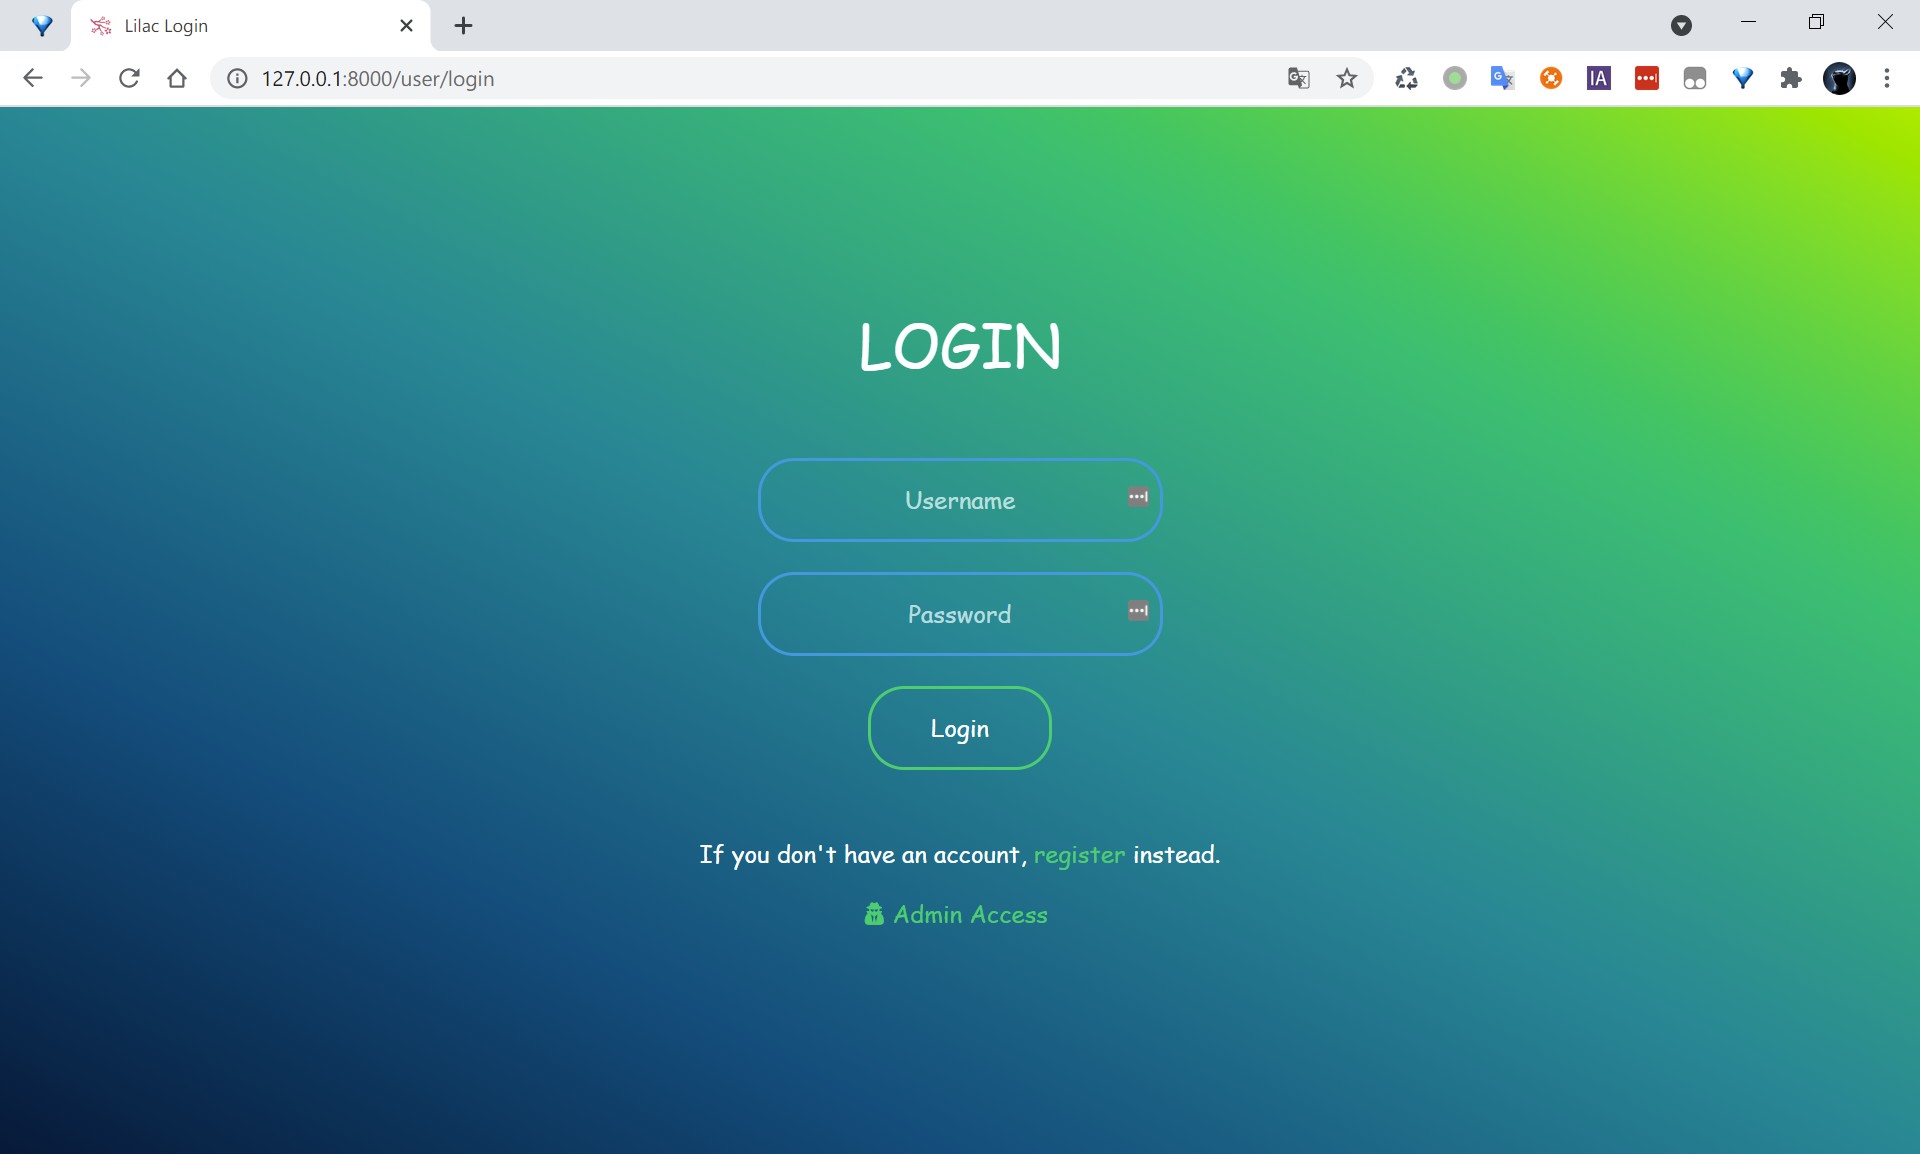 Lilac Login
127.0.0.1:8000/user/login
IA
LOGIN
Username
Password
Login
If you don't have an account, register instead.
Admin Access